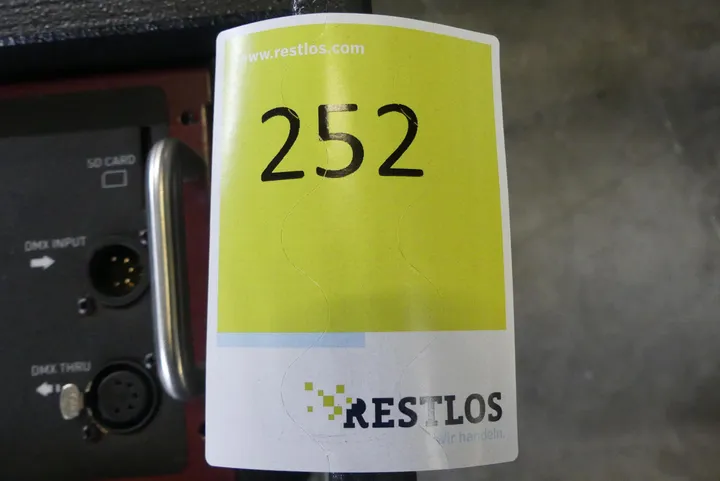 www.restlos.com
252
SD CARD
DMX INPUT
DMX THRU
RESTLOS
wir handeln.